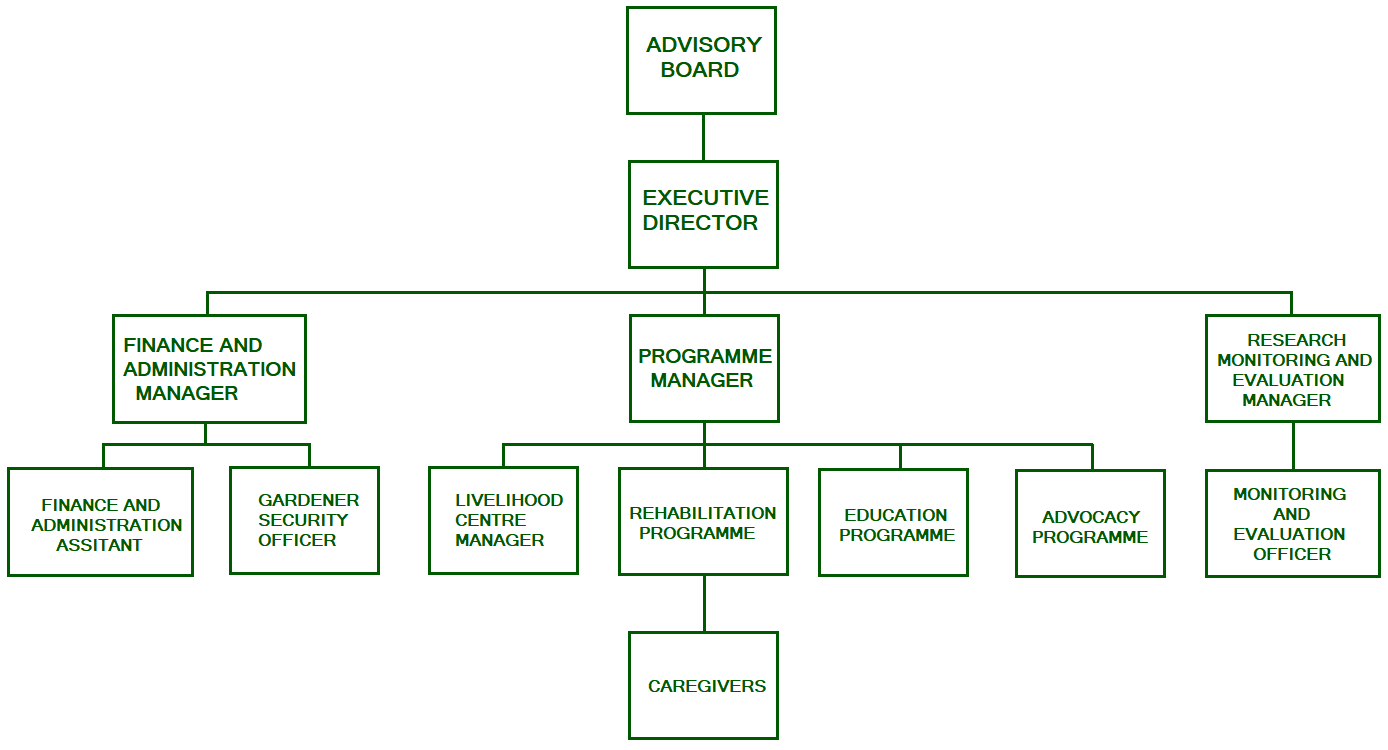 ADVISORY
BOARD
EXECUTIVE
DIRECTOR
FINANCE AND
ADMINISTRATION
MANAGER
PROGRAMME
MANAGER
RESEARCH
MONITORING AND
EVALUATION
MANAGER
FINANCE AND
ADMINISTRATION
ASSITANT
GARDENER
SECURITY
OFFICER
LIVELIHOOD
CENTRE
MANAGER
REHABILITATION
PROGRAMME
EDUCATION
PROGRAMME
ADVOCACY
PROGRAMME
MONITORING
AND
EVALUATION
OFFICER
CAREGIVERS